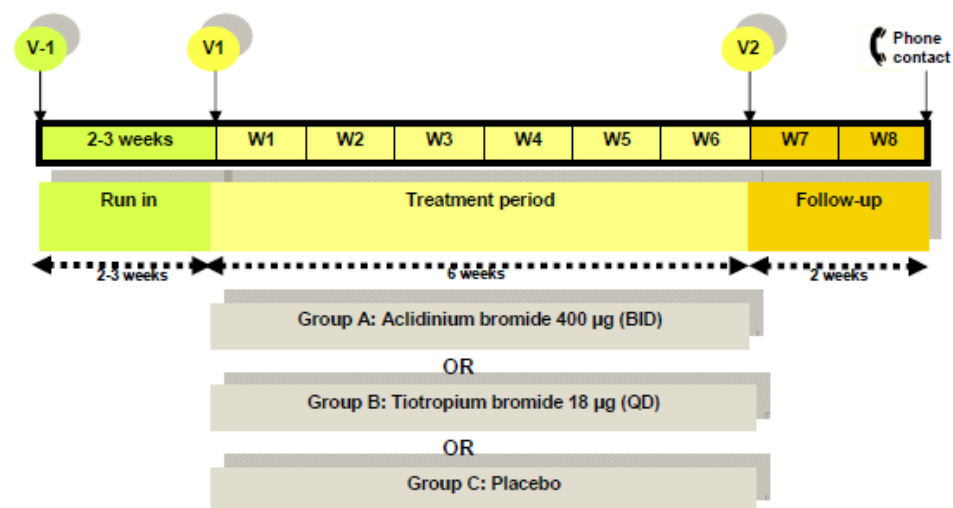 V-1
V1
V2
Phone
contact
2-3 weeks W1 W2 W3 W4 W5 W6 W7 W8
Run in Treatment period Follow-up
2-3 weeks 6 weeks 2 weeks
Group A: Aclidinium bromide 400 µg (BID)
OR
Group B: Tiotropium bromide 18 µg (QD)
OR
Group C: Placebo